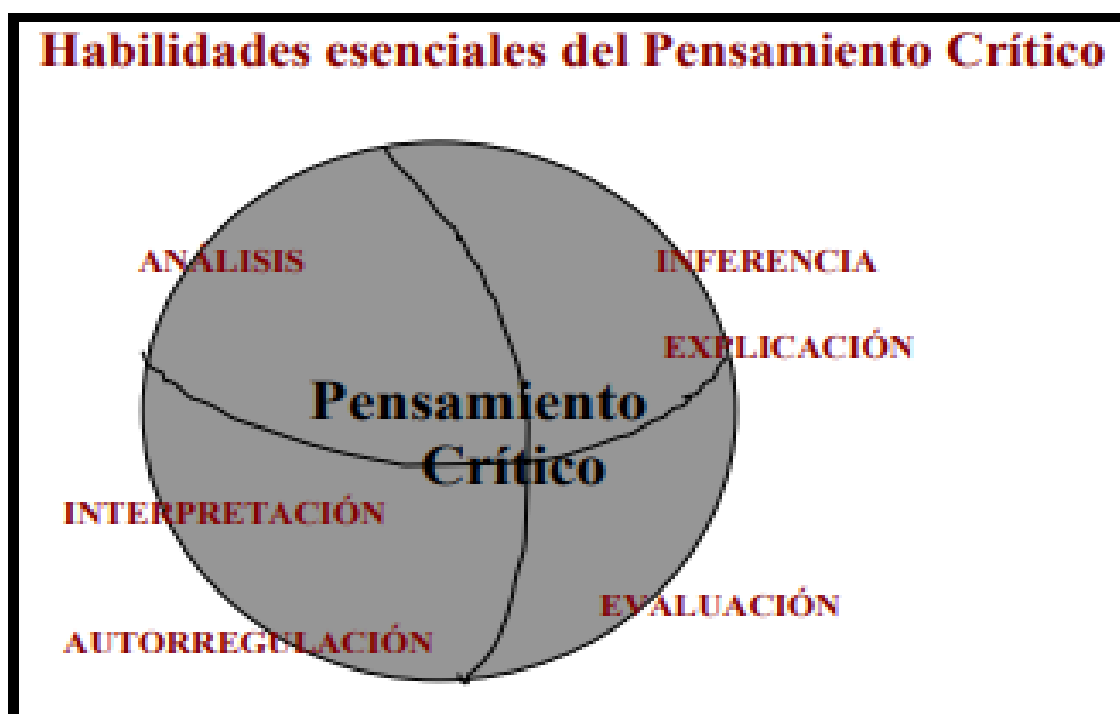 Habilidades esenciales del Pensamiento Crítico
ANÁLISIS
INFERENCIA
EXPLICACIÓN
Pensamiento
Crítico
INTERPRETACIÓN
EVALUACIÓN
AUTORREGULACIÓN